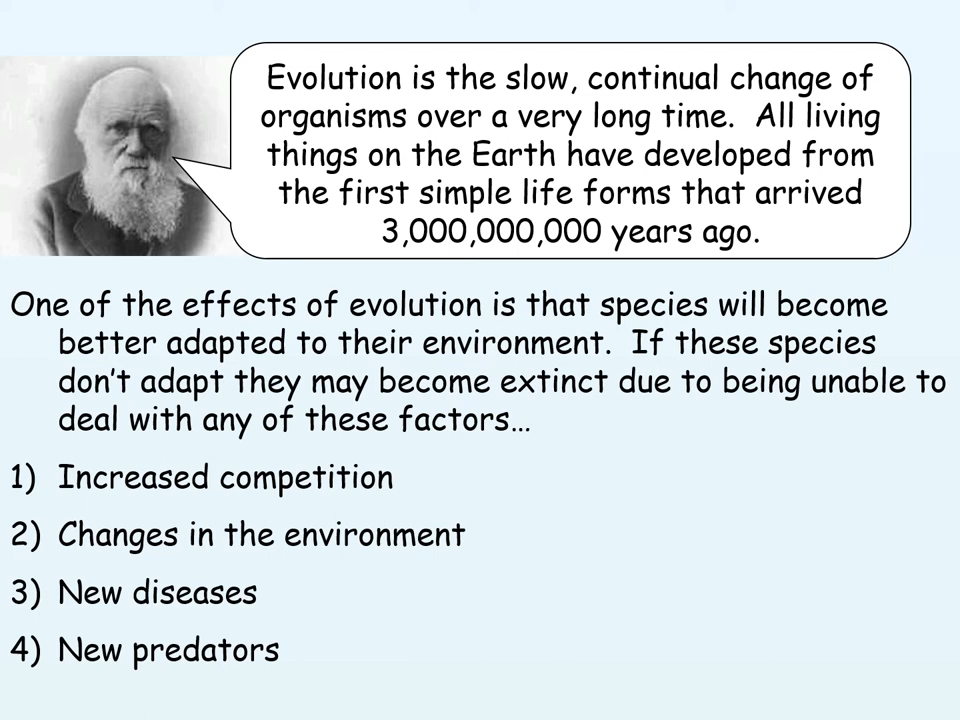 Evolution is the slow, continual change of
organisms over a very long time.  All living
things on the Earth have developed from
the first simple life forms that arrived
3,000,000,000 years ago.
One of the effects of evolution is that species will become
better adapted to their environment.  If these species
don’t adapt they may become extinct due to being unable to
deal with any of these factors…
1) Increased competition
2) Changes in the environment
3) New diseases
4) New predators